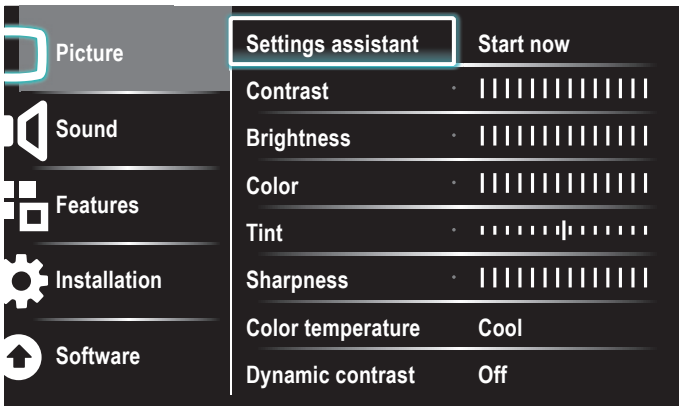 Picture
Sound
Features
Installation
Software
Settings assistant Start now
Contrast
Brightness
Color
Tint
Sharpness
Color temperature Cool
Dynamic contrast Off